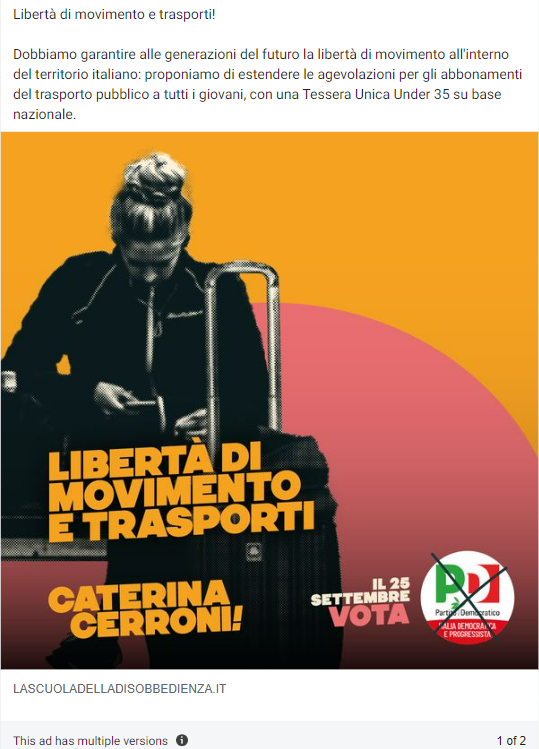 Libertà di movimento e trasporti!
Dobbiamo garantire alle generazioni del futuro la libertà di movimento all'interno
del territorio italiano: proponiamo di estendere le agevolazioni per gli abbonamenti
del trasporto pubblico a tutti i giovani, con una Tessera Unica Under 35 su base
nazionale.
LIBERTÀ DI
MOVIMENTO
E TRASPORTI
CATERINA
CERRONI!
IL 25
SETTEMBRE
VOTA
PD
Partito Democratico
ITALIA DEMOCRATICA
E PROGRESSISTA
LASCUOLADELLADISOBBEDIENZA.IT
This ad has multiple versions
1 of 2